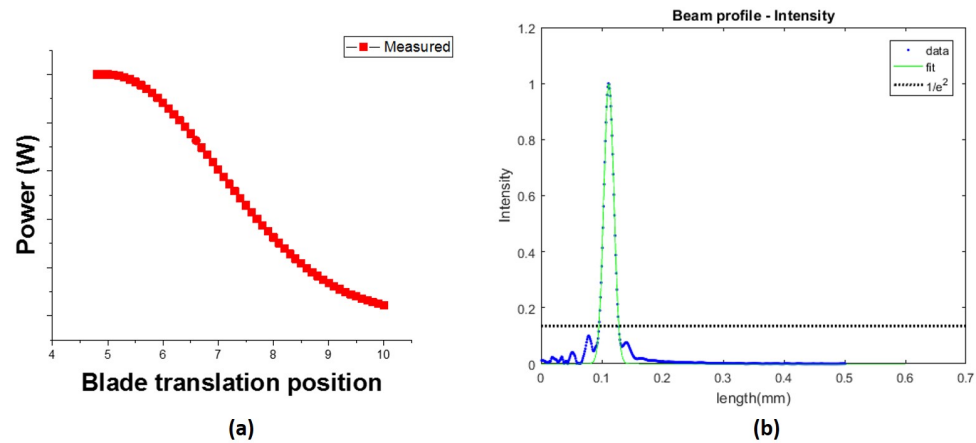 Measured
Power (W)
4 5 6 7 8 9 10
Blade translation position
(a)
Beam profile - Intensity
data
fit
1/e²
Intensity
1.2
1
0.8
0.6
0.4
0.2
0
0 0.1 0.2 0.3 0.4 0.5 0.6 0.7
length(mm)
(b)